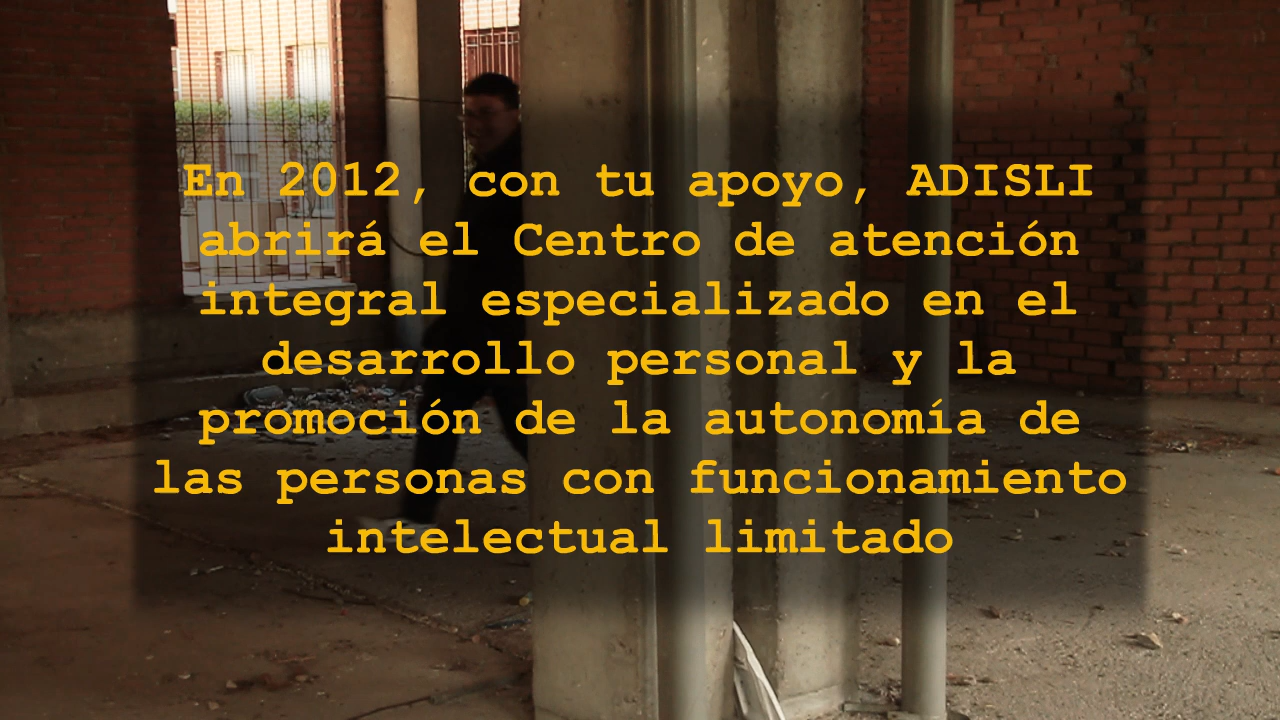 En 2012, con tu apoyo, ADISLI
abrirá el Centro de atención
integral especializado en el
desarrollo personal y la
promoción de la autonomía de
las personas con funcionamiento
intelectual limitado